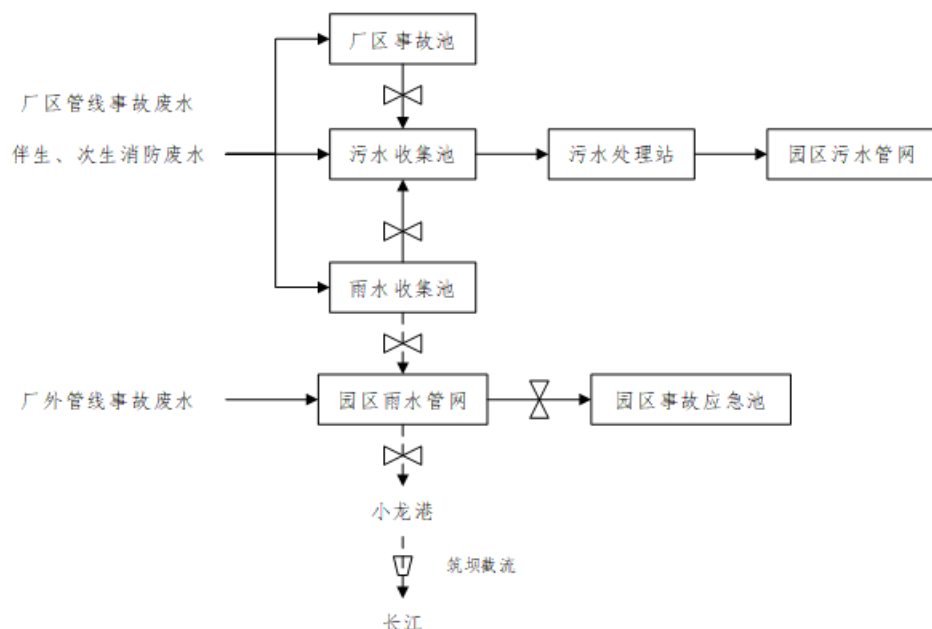 厂区事故池
厂区管线事故废水
伴生、次生消防废水
污水收集池
污水处理站
园区污水管网
雨水收集池
厂外管线事故废水
园区雨水管网
园区事故应急池
小龙港
筑坝截流
长江